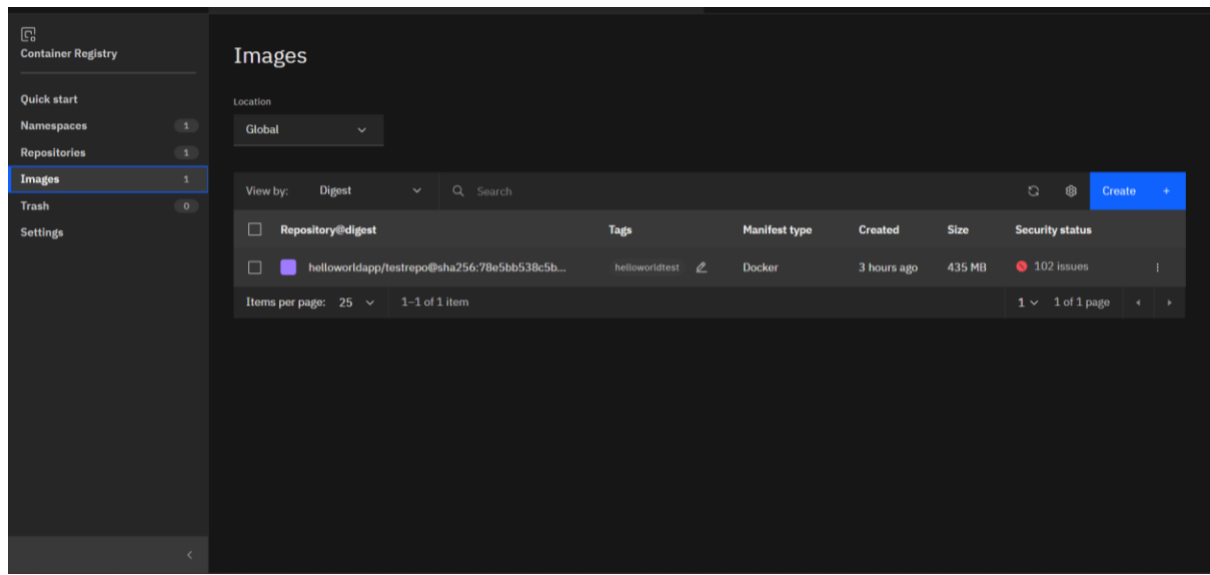 Container Registry
Quick start
Namespaces 1
Repositories 1
Images 1
Trash 0
Settings
Images
Location
Global
View by: Digest Search Create +
Repository@digest Tags Manifest type Created Size Security status
helloworldapp/testrepo@sha256:78e5bb538c5b... helloworldtest Docker 3 hours ago 435 MB 102 issues
Items per page: 25 1–1 of 1 item 1 1 of 1 page